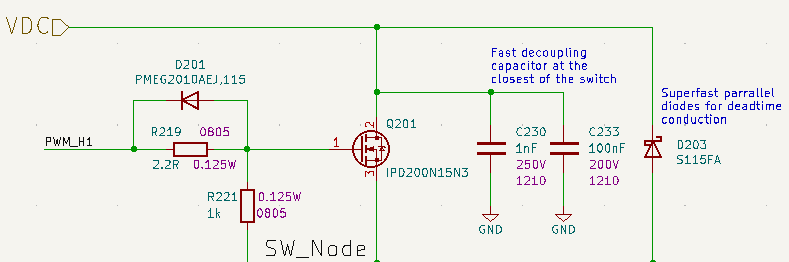 VDC
D201
PMEG2010AEJ,115
Fast decoupling
capacitor at the
closest of the switch
Superfast parrallel
diodes for deadtime
conduction
PWM_H1
R219 0805
2.2R 0.125W
1
2
3
Q201
IPD200N15N3
C230
1nF
250V
1210
C233
100nF
200V
1210
D203
S115FA
R221 0.125W
1k 0805
GND
GND
SW_Node